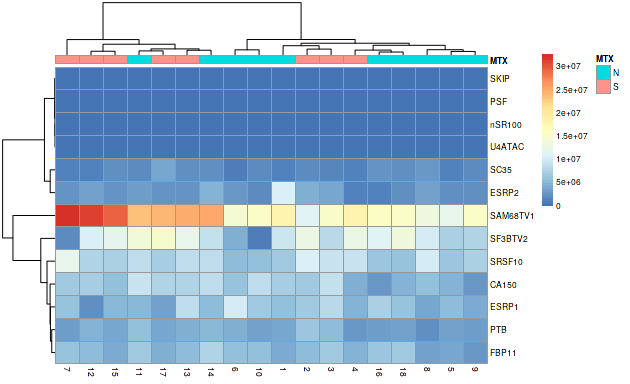 MTX
MTX
N
S
3e+07
2.5e+07
2e+07
1.5e+07
1e+07
5e+06
0
SKIP
PSF
nSR100
U4ATAC
SC35
ESRP2
SAM68TV1
SF3BTV2
SRSF10
CA150
ESRP1
PTB
FBP11
7 12 15 11 17 13 14 6 10 1 2 3 4 16 18 8 5 9